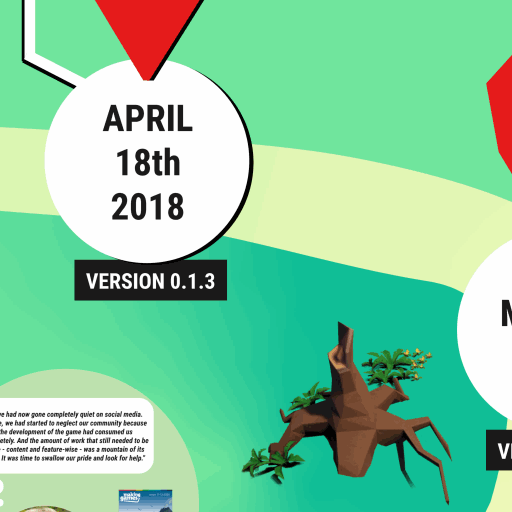 APRIL
18th
2018
VERSION 0.1.3
M
ve had now gone completely quiet on social media.
, we had started to neglect our community because
the development of the game had consumed us
etely. And the amount of work that still needed to be
- content and feature-wise - was a mountain of its
It was time to swallow our pride and look for help."
making
games